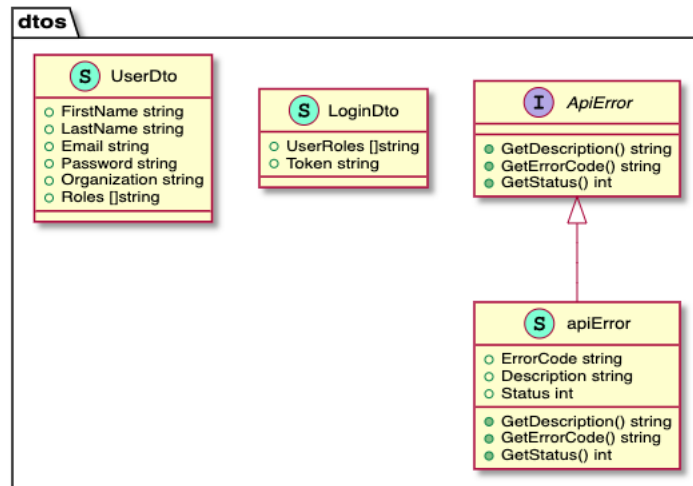 dtos
S UserDto
FirstName string
LastName string
Email string
Password string
Organization string
Roles []string
S LoginDto
UserRoles []string
Token string
I ApiError
GetDescription() string
GetErrorCode() string
GetStatus() int
S apiError
ErrorCode string
Description string
Status int
GetDescription() string
GetErrorCode() string
GetStatus() int